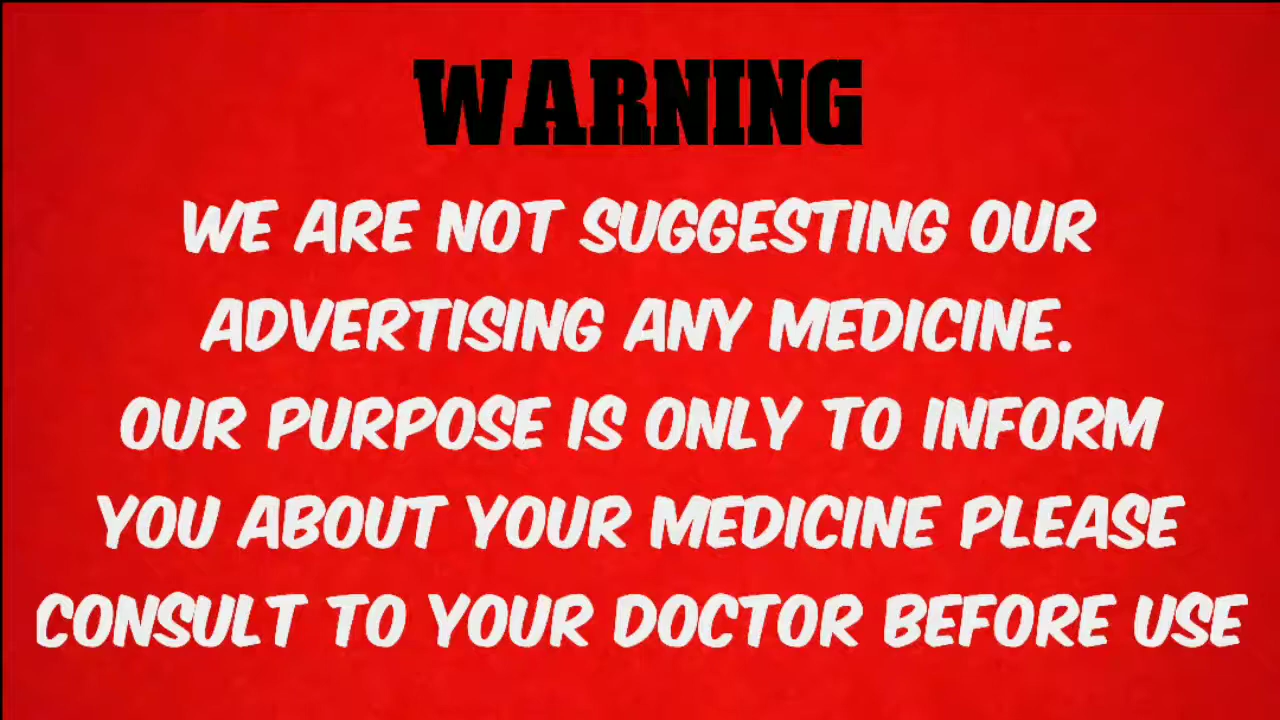 WARNING
WE ARE NOT SUGGESTING OUR
ADVERTISING ANY MEDICINE.
OUR PURPOSE IS ONLY TO INFORM
YOU ABOUT YOUR MEDICINE PLEASE
CONSULT TO YOUR DOCTOR BEFORE USE